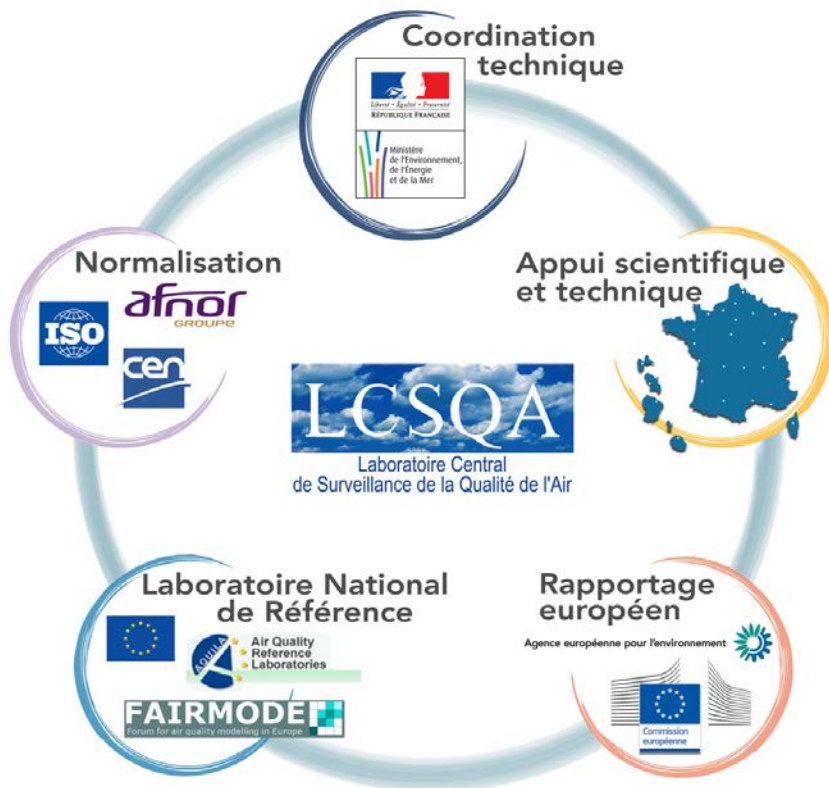 Coordination
technique
Liberté • Égalité • Fraternité
RÉPUBLIQUE FRANÇAISE
Ministère
de l'Environnement,
de l'Énergie
et de la Mer
Normalisation
ISO
afnor
GROUPE
cen
Appui scientifique
et technique
LCSQA
Laboratoire Central
de Surveillance de la Qualité de l'Air
Laboratoire National
de Référence
AQUILA
Air Quality
Reference
Laboratories
FAIRMODE
Forum for air quality modelling in Europe
Rapportage
européen
Agence européenne pour l'environnement
Commission
européenne